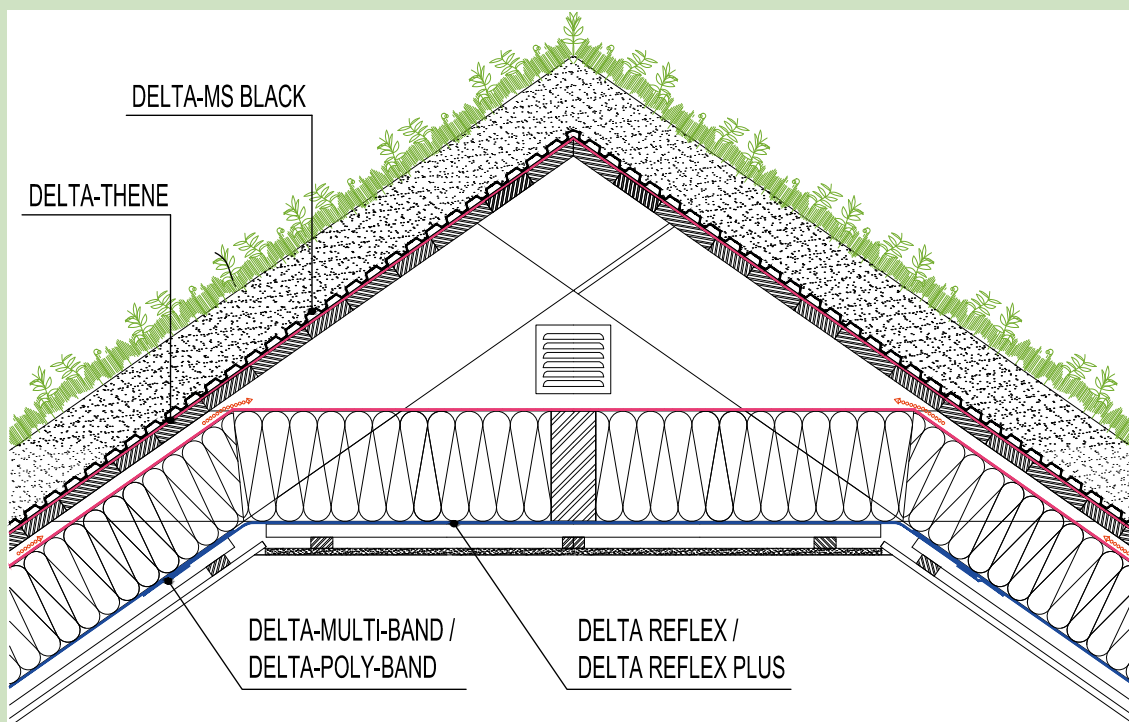 DELTA-MS BLACK
DELTA-THENE
DELTA-MULTI-BAND /
DELTA-POLY-BAND
DELTA REFLEX /
DELTA REFLEX PLUS